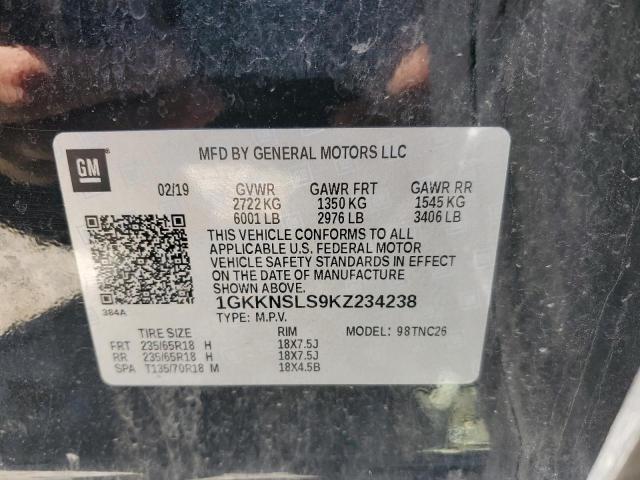 GM
MFD BY GENERAL MOTORS LLC
02/19 GVWR GAWR FRT GAWR RR
2722 KG 1350 KG 1545 KG
6001 LB 2976 LB 3406 LB
THIS VEHICLE CONFORMS TO ALL
APPLICABLE U.S. FEDERAL MOTOR
VEHICLE SAFETY STANDARDS IN EFFECT
ON THE DATE OF MANUFACTURE
SHOWN ABOVE.
1GKKNSLS9KZ234238
384A
TYPE: M.P.V.
TIRE SIZE RIM MODEL: 98TNC26
FRT 235/65R18 H 18X7.5J
RR 235/65R18 H 18X7.5J
SPA T135/70R18 M 18X4.5B